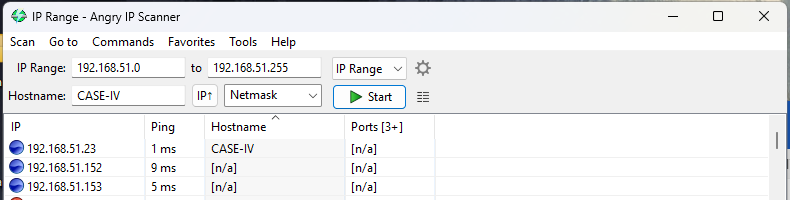 IP Range - Angry IP Scanner
Scan Go to Commands Favorites Tools Help
IP Range: 192.168.51.0 to 192.168.51.255 IP Range
Hostname: CASE-IV IP↑ Netmask Start
IP Ping Hostname Ports [3+]
192.168.51.23 1 ms CASE-IV [n/a]
192.168.51.152 9 ms [n/a] [n/a]
192.168.51.153 5 ms [n/a] [n/a]